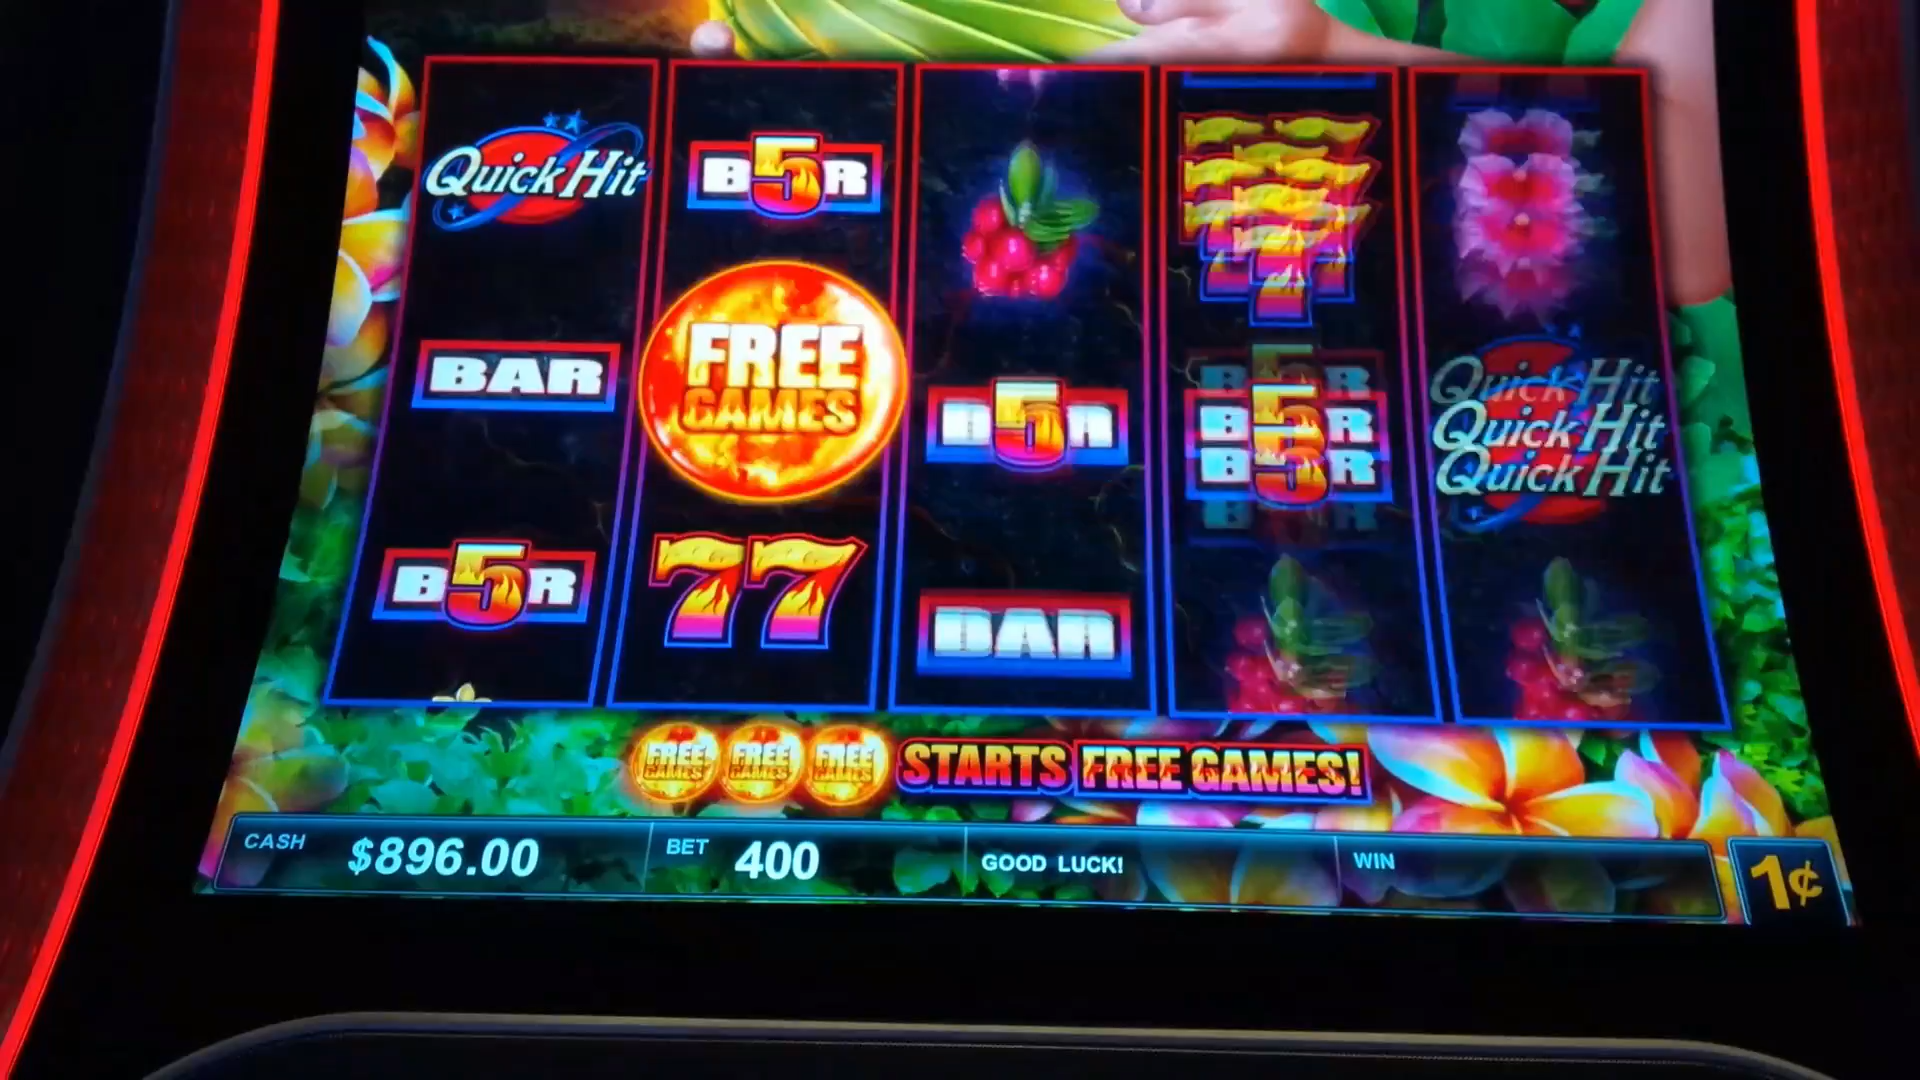 Quick Hit
B5R
777
BAR
FREE GAMES
B5R
B5R
Quick Hit
Quick Hit
Quick Hit
B5R
77
BAR
FREE GAMES
FREE GAMES
FREE GAMES
STARTS FREE GAMES!
CASH $896.00 BET 400 GOOD LUCK! WIN 1¢